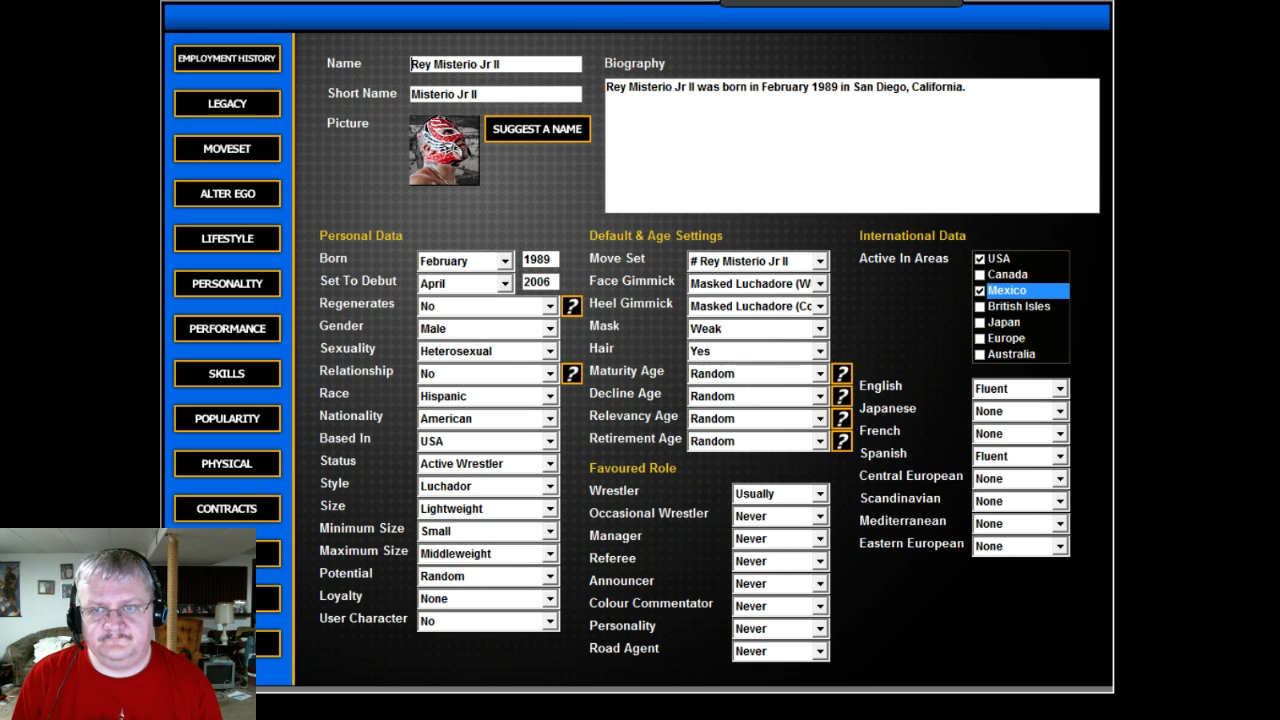 EMPLOYMENT HISTORY
LEGACY
MOVESET
ALTER EGO
LIFESTYLE
PERSONALITY
PERFORMANCE
SKILLS
POPULARITY
PHYSICAL
CONTRACTS
Name Rey Misterio Jr II
Short Name Misterio Jr II
Picture SUGGEST A NAME
Biography
Rey Misterio Jr II was born in February 1989 in San Diego, California.
Personal Data
Born February 1989
Set To Debut April 2006
Regenerates No ?
Gender Male
Sexuality Heterosexual
Relationship No ?
Race Hispanic
Nationality American
Based In USA
Status Active Wrestler
Style Luchador
Size Lightweight
Minimum Size Small
Maximum Size Middleweight
Potential Random
Loyalty None
User Character No
Default & Age Settings
Move Set # Rey Misterio Jr II
Face Gimmick Masked Luchadore (W
Heel Gimmick Masked Luchadore (Cc
Mask Weak
Hair Yes
Maturity Age Random ?
Decline Age Random ?
Relevancy Age Random ?
Retirement Age Random ?
Favoured Role
Wrestler Usually
Occasional Wrestler Never
Manager Never
Referee Never
Announcer Never
Colour Commentator Never
Personality Never
Road Agent Never
International Data
Active In Areas USA
Canada
Mexico
British Isles
Japan
Europe
Australia
English Fluent
Japanese None
French None
Spanish Fluent
Central European None
Scandinavian None
Mediterranean None
Eastern European None